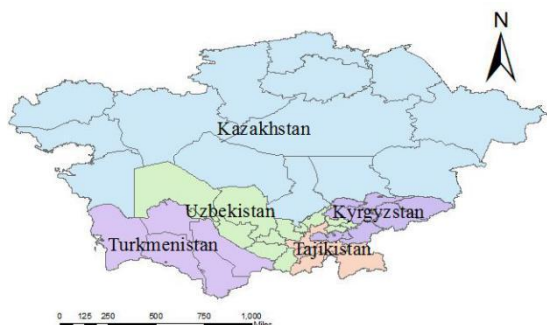 N
Kazakhstan
Uzbekistan
Kyrgyzstan
Turkmenistan
Tajikistan
0 125 250 500 750 1,000
Miles